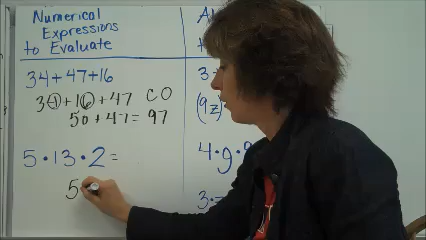 Numerical
Expressions
to Evaluate
34+47+16
34+16+47 CO
50+47=97
5·13·2=
5
3·
(9z)
4·9·
3·